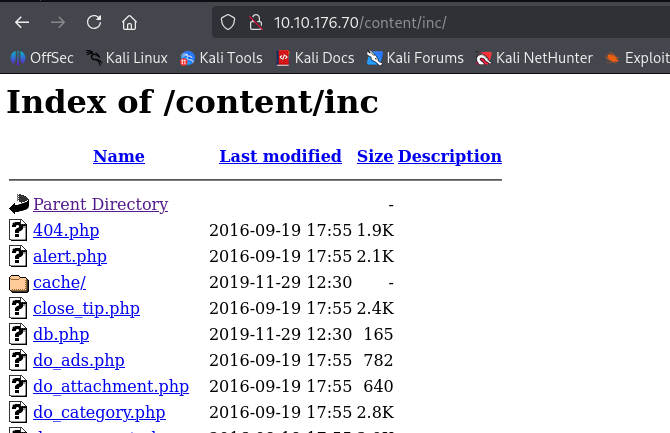 10.10.176.70/content/inc/
OffSec Kali Linux Kali Tools Kali Docs Kali Forums Kali NetHunter Exploit
Index of /content/inc
Name Last modified Size Description
Parent Directory -
404.php 2016-09-19 17:55 1.9K
alert.php 2016-09-19 17:55 2.1K
cache/ 2019-11-29 12:30 -
close_tip.php 2016-09-19 17:55 2.4K
db.php 2019-11-29 12:30 165
do_ads.php 2016-09-19 17:55 782
do_attachment.php 2016-09-19 17:55 640
do_category.php 2016-09-19 17:55 2.8K